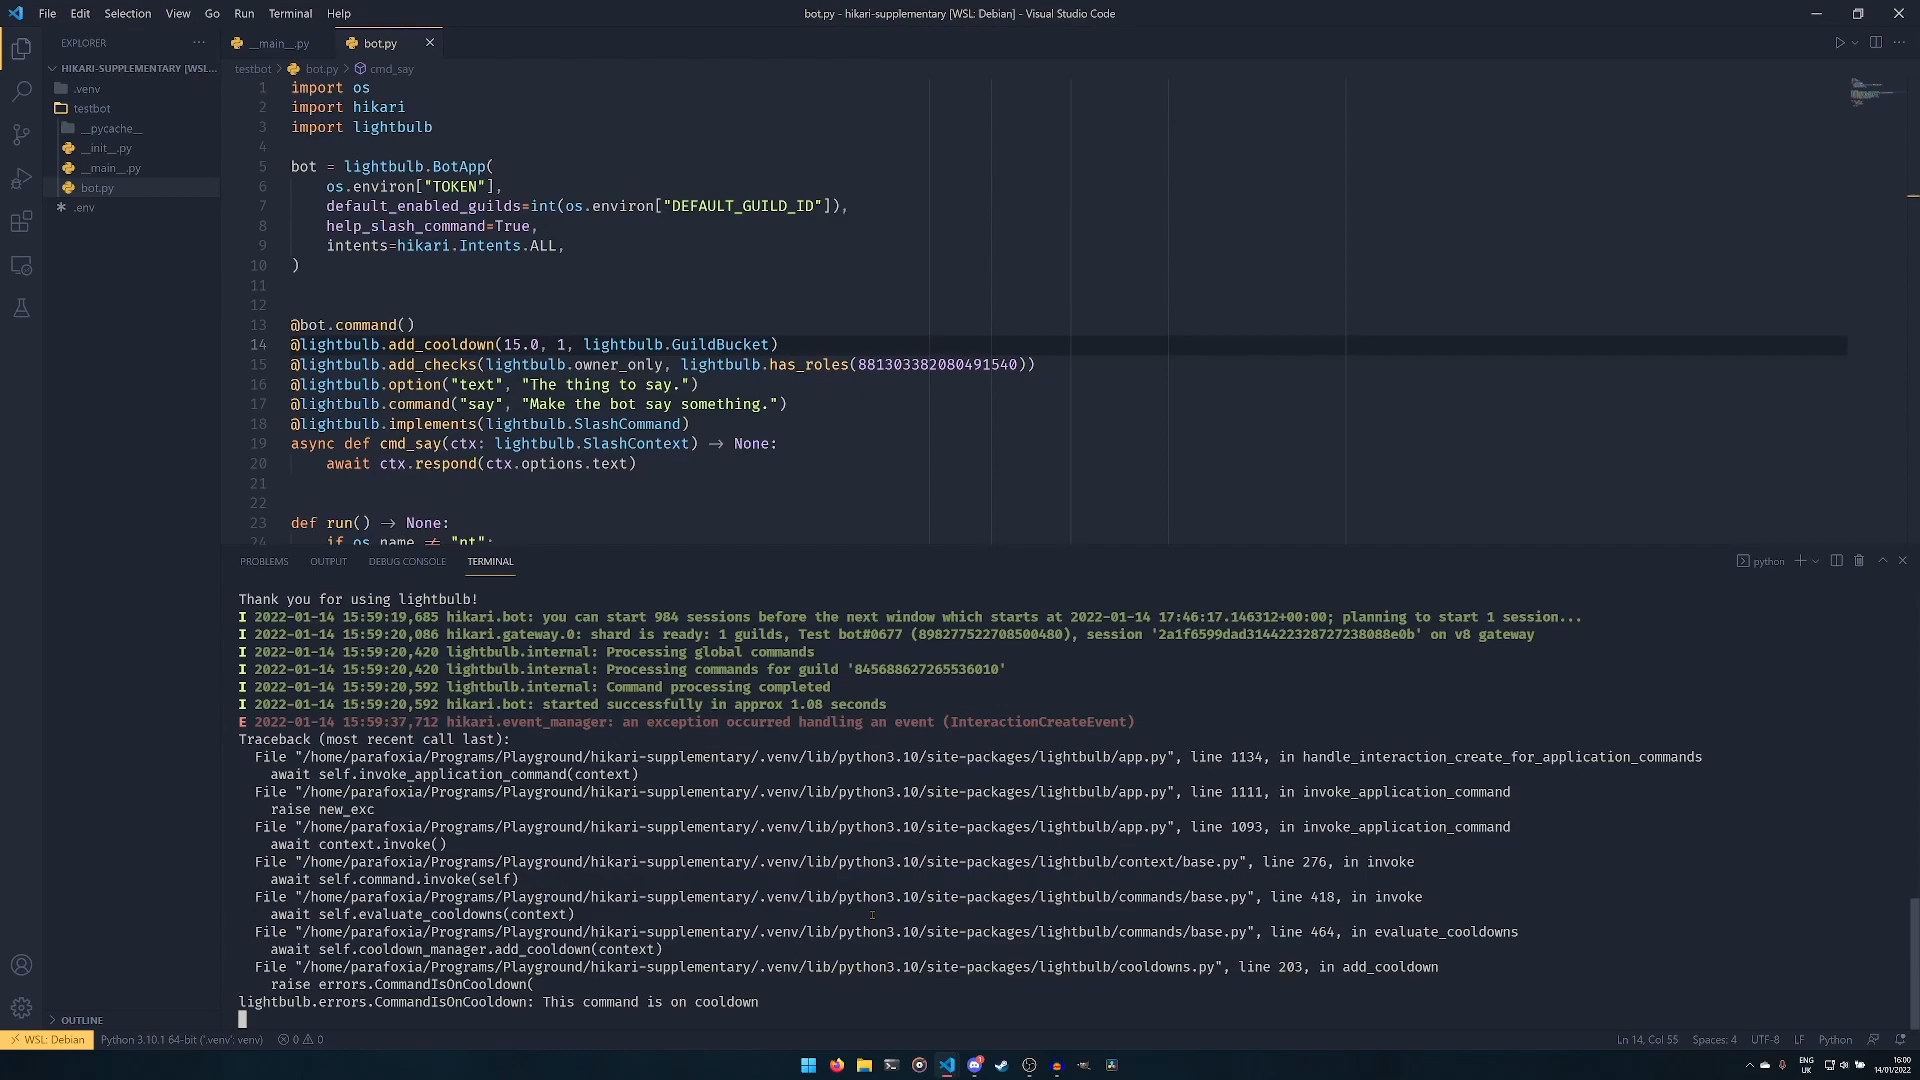 File Edit Selection View Go Run Terminal Help
bot.py - hikari-supplementary [WSL: Debian] - Visual Studio Code
EXPLORER
HIKARI-SUPPLEMENTARY [WSL...
.venv
testbot
__pycache__
__init__.py
__main__.py
bot.py
.env
OUTLINE
__main__.py bot.py
testbot > bot.py > cmd_say
1 import os
2 import hikari
3 import lightbulb
4
5 bot = lightbulb.BotApp(
6 os.environ["TOKEN"],
7 default_enabled_guilds=int(os.environ["DEFAULT_GUILD_ID"]),
8 help_slash_command=True,
9 intents=hikari.Intents.ALL,
10 )
11
12
13 @bot.command()
14 @lightbulb.add_cooldown(15.0, 1, lightbulb.GuildBucket)
15 @lightbulb.add_checks(lightbulb.owner_only, lightbulb.has_roles(881303382080491540))
16 @lightbulb.option("text", "The thing to say.")
17 @lightbulb.command("say", "Make the bot say something.")
18 @lightbulb.implements(lightbulb.SlashCommand)
19 async def cmd_say(ctx: lightbulb.SlashContext) → None:
20 await ctx.respond(ctx.options.text)
21
22
23 def run() → None:
24 if os.name ≠ "nt":
PROBLEMS OUTPUT DEBUG CONSOLE TERMINAL
python
Thank you for using lightbulb!
I 2022-01-14 15:59:19,685 hikari.bot: you can start 984 sessions before the next window which starts at 2022-01-14 17:46:17.146312+00:00; planning to start 1 session...
I 2022-01-14 15:59:20,086 hikari.gateway.0: shard is ready: 1 guilds, Test bot#0677 (898277522708500480), session '2a1f6599dad314422328727238088e0b' on v8 gateway
I 2022-01-14 15:59:20,420 lightbulb.internal: Processing global commands
I 2022-01-14 15:59:20,420 lightbulb.internal: Processing commands for guild '845688627265536010'
I 2022-01-14 15:59:20,592 lightbulb.internal: Command processing completed
I 2022-01-14 15:59:20,592 hikari.bot: started successfully in approx 1.08 seconds
E 2022-01-14 15:59:37,712 hikari.event_manager: an exception occurred handling an event (InteractionCreateEvent)
Traceback (most recent call last):
File "/home/parafoxia/Programs/Playground/hikari-supplementary/.venv/lib/python3.10/site-packages/lightbulb/app.py", line 1134, in handle_interaction_create_for_application_commands
await self.invoke_application_command(context)
File "/home/parafoxia/Programs/Playground/hikari-supplementary/.venv/lib/python3.10/site-packages/lightbulb/app.py", line 1111, in invoke_application_command
raise new_exc
File "/home/parafoxia/Programs/Playground/hikari-supplementary/.venv/lib/python3.10/site-packages/lightbulb/app.py", line 1093, in invoke_application_command
await context.invoke()
File "/home/parafoxia/Programs/Playground/hikari-supplementary/.venv/lib/python3.10/site-packages/lightbulb/context/base.py", line 276, in invoke
await self.command.invoke(self)
File "/home/parafoxia/Programs/Playground/hikari-supplementary/.venv/lib/python3.10/site-packages/lightbulb/commands/base.py", line 418, in invoke
await self.evaluate_cooldowns(context)
File "/home/parafoxia/Programs/Playground/hikari-supplementary/.venv/lib/python3.10/site-packages/lightbulb/commands/base.py", line 464, in evaluate_cooldowns
await self.cooldown_manager.add_cooldown(context)
File "/home/parafoxia/Programs/Playground/hikari-supplementary/.venv/lib/python3.10/site-packages/lightbulb/cooldowns.py", line 203, in add_cooldown
raise errors.CommandIsOnCooldown(
lightbulb.errors.CommandIsOnCooldown: This command is on cooldown
WSL: Debian Python 3.10.1 64-bit ('.venv': venv) 0 0 Ln 14, Col 55 Spaces: 4 UTF-8 LF Python
ENG
UK
16:00
14/01/2022